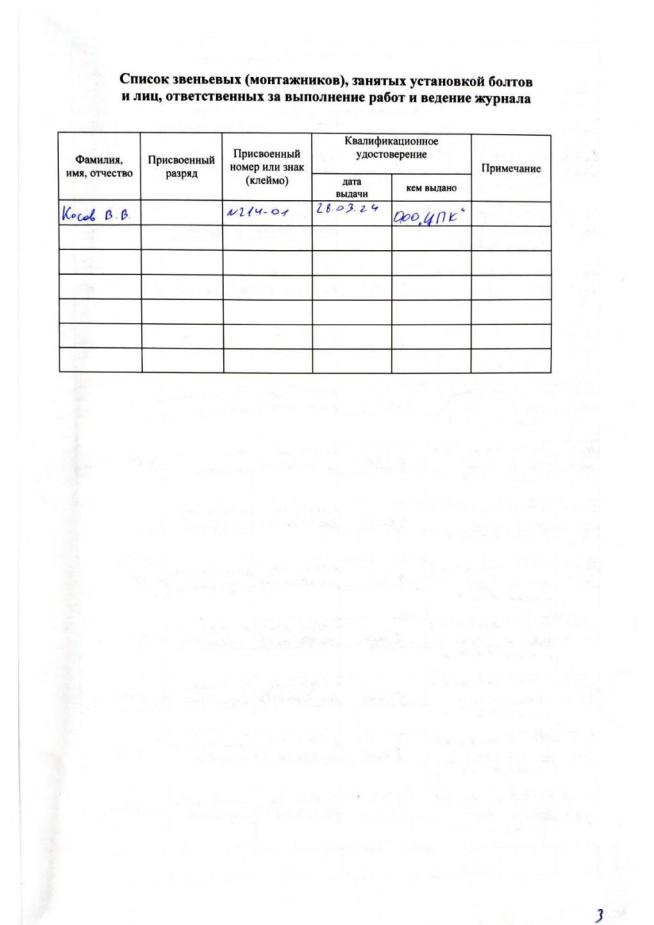 Список звеньевых (монтажников), занятых установкой болтов
и лиц, ответственных за выполнение работ и ведение журнала
Фамилия,
имя, отчество
Присвоенный
разряд
Присвоенный
номер или знак
(клеймо)
Квалификационное
удостоверение
дата
выдачи
кем выдано
Примечание
Косов В. В. №214-01 28.03.24 ООО „ЦПК“
3